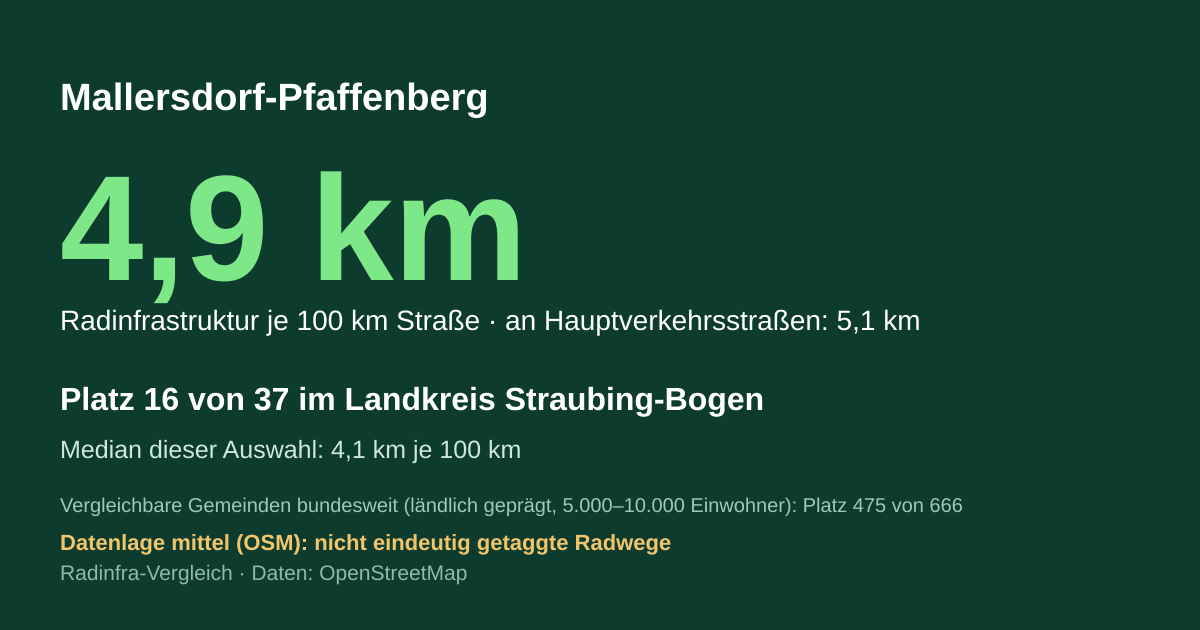 Mallersdorf-Pfaffenberg
4,9 km
Radinfrastruktur je 100 km Straße · an Hauptverkehrsstraßen: 5,1 km
Platz 16 von 37 im Landkreis Straubing-Bogen
Median dieser Auswahl: 4,1 km je 100 km
Vergleichbare Gemeinden bundesweit (ländlich geprägt, 5.000–10.000 Einwohner): Platz 475 von 666
Datenlage mittel (OSM): nicht eindeutig getaggte Radwege
Radinfra-Vergleich · Daten: OpenStreetMap